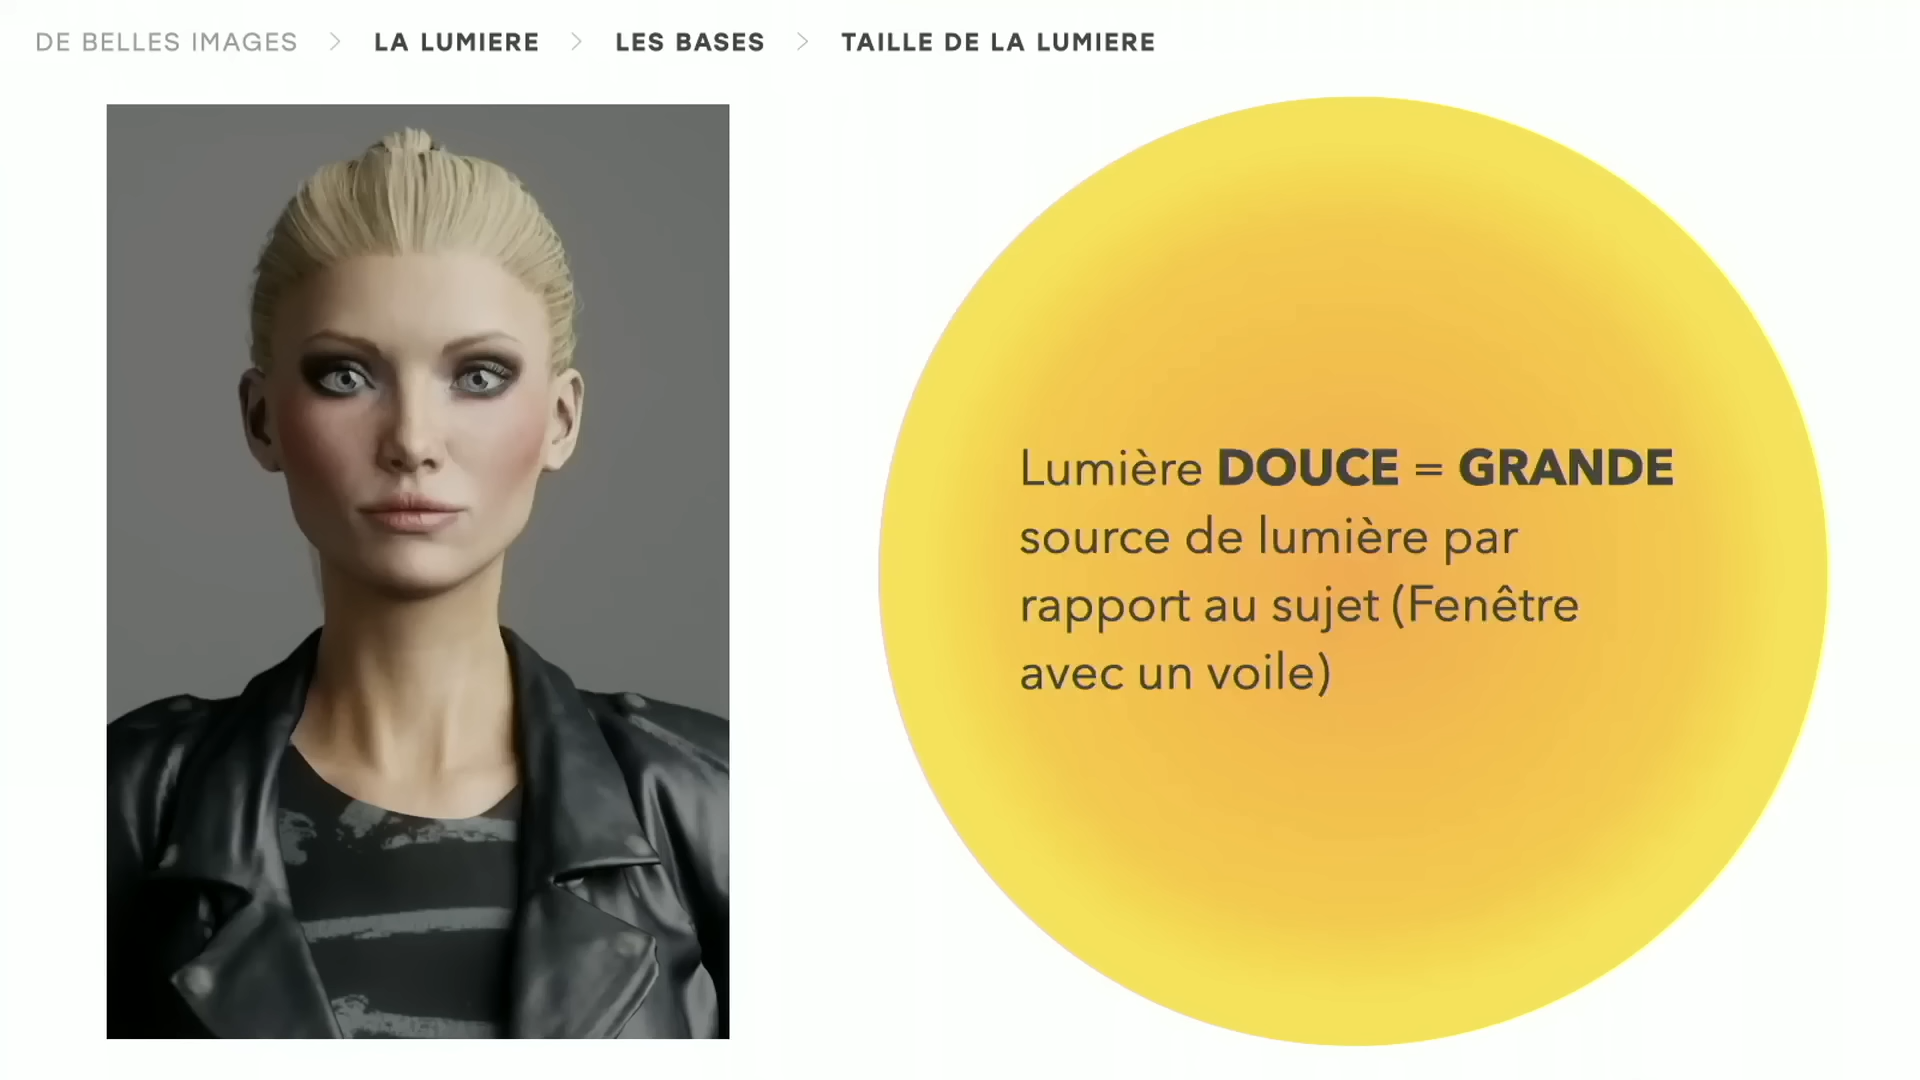 DE BELLES IMAGES > LA LUMIERE > LES BASES > TAILLE DE LA LUMIERE
Lumière DOUCE = GRANDE
source de lumière par
rapport au sujet (Fenêtre
avec un voile)